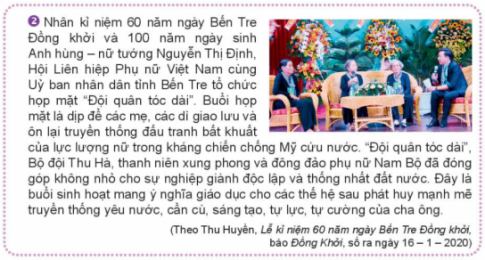 2 Nhân kỉ niệm 60 năm ngày Bến Tre
Đồng khởi và 100 năm ngày sinh
Anh hùng – nữ tướng Nguyễn Thị Định,
Hội Liên hiệp Phụ nữ Việt Nam cùng
Uỷ ban nhân dân tỉnh Bến Tre tổ chức
họp mặt “Đội quân tóc dài”. Buổi họp
mặt là dịp để các mẹ, các dì giao lưu và
ôn lại truyền thống đấu tranh bất khuất
của lực lượng nữ trong kháng chiến chống Mỹ cứu nước. “Đội quân tóc dài”,
Bộ đội Thu Hà, thanh niên xung phong và đông đảo phụ nữ Nam Bộ đã đóng
góp không nhỏ cho sự nghiệp giành độc lập và thống nhất đất nước. Đây là
buổi sinh hoạt mang ý nghĩa giáo dục cho các thế hệ sau phát huy mạnh mẽ
truyền thống yêu nước, cần cù, sáng tạo, tự lực, tự cường của cha ông.
(Theo Thu Huyền, Lễ kỉ niệm 60 năm ngày Bến Tre Đồng khởi,
báo Đồng Khởi, số ra ngày 16 – 1 – 2020)